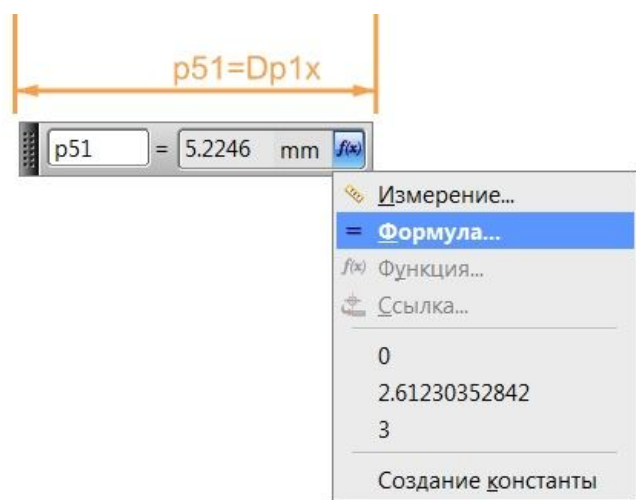 p51=Dp1x
p51 = 5.2246 mm f(x)
Измерение...
= Формула...
f(x) Функция...
Ссылка...
0
2.61230352842
3
Создание константы